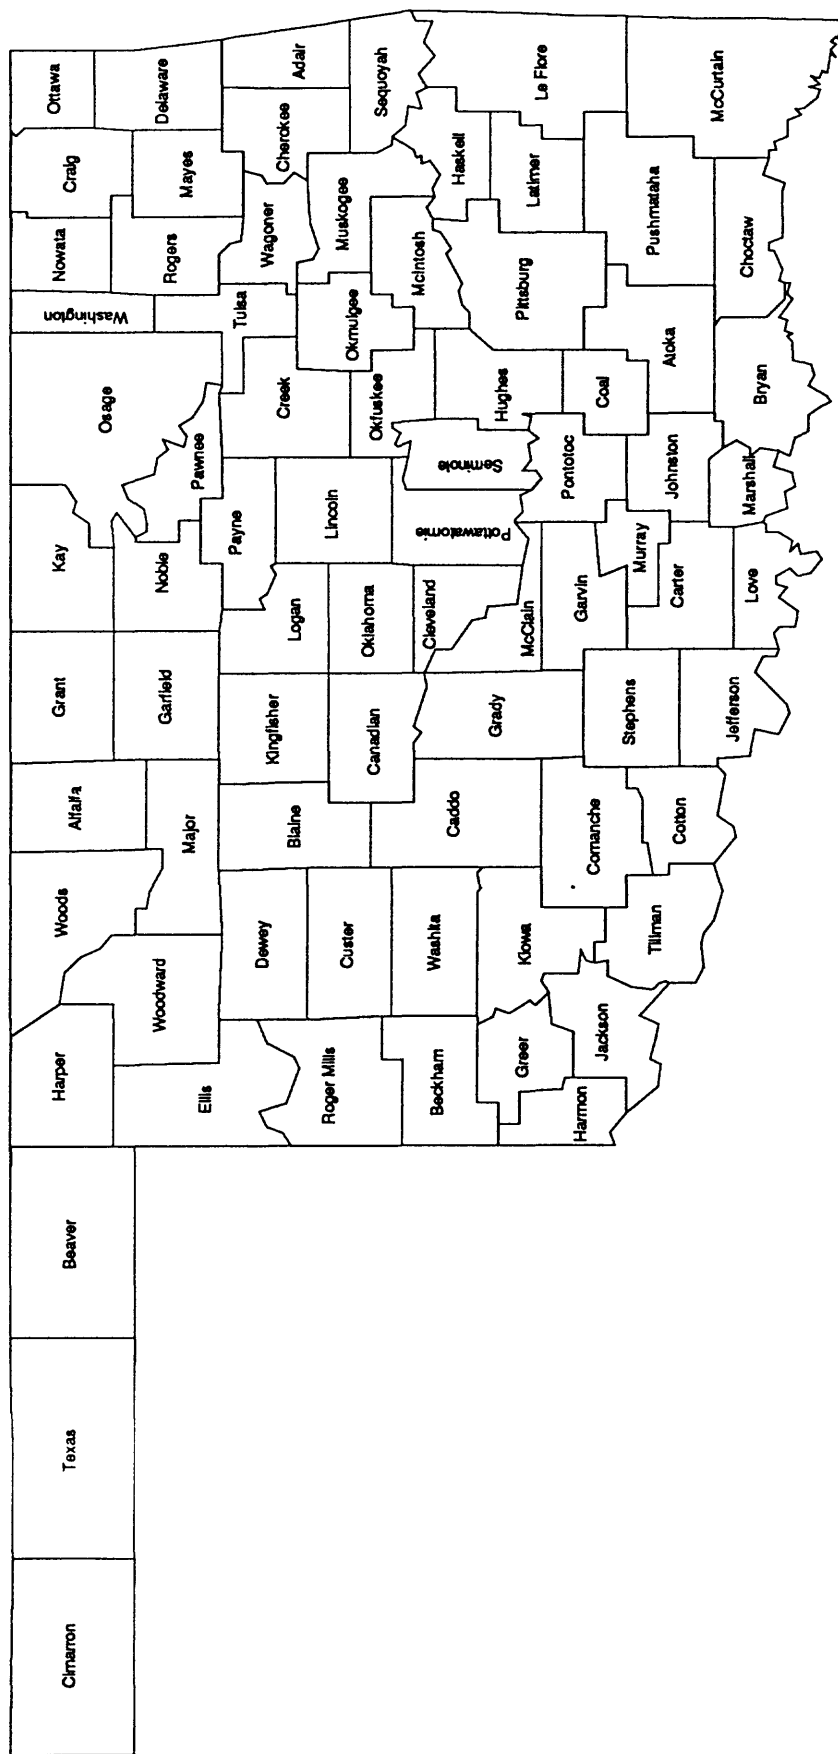 Cimarron
Texas
Beaver
Harper
Woods
Alfalfa
Grant
Kay
Osage
Washington
Nowata
Craig
Ottawa
Ellis
Woodward
Major
Garfield
Noble
Pawnee
Rogers
Mayes
Delaware
Roger Mills
Dewey
Blaine
Kingfisher
Logan
Payne
Creek
Tulsa
Wagoner
Cherokee
Adair
Custer
Canadian
Oklahoma
Lincoln
Okfuskee
Okmulgee
Muskogee
Sequoyah
Beckham
Washita
Caddo
Grady
Cleveland
McClain
Pottawatomie
Seminole
Hughes
McIntosh
Haskell
Greer
Kiowa
Comanche
Garvin
Pontotoc
Coal
Pittsburg
Latimer
Le Flore
Harmon
Jackson
Tillman
Cotton
Stephens
Murray
Carter
Johnston
Atoka
Pushmataha
McCurtain
Jefferson
Love
Marshall
Bryan
Choctaw